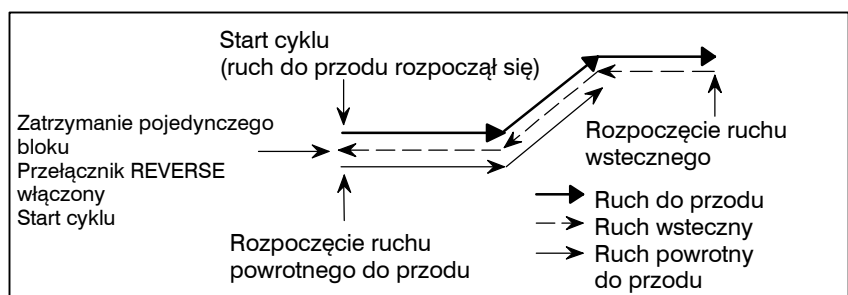 Start cyklu
(ruch do przodu rozpoczął się)
Zatrzymanie pojedynczego
bloku
Przełącznik REVERSE
włączony
Start cyklu
Rozpoczęcie ruchu
wstecznego
Rozpoczęcie ruchu
powrotnego do przodu
Ruch do przodu
Ruch wsteczny
Ruch powrotny
do przodu